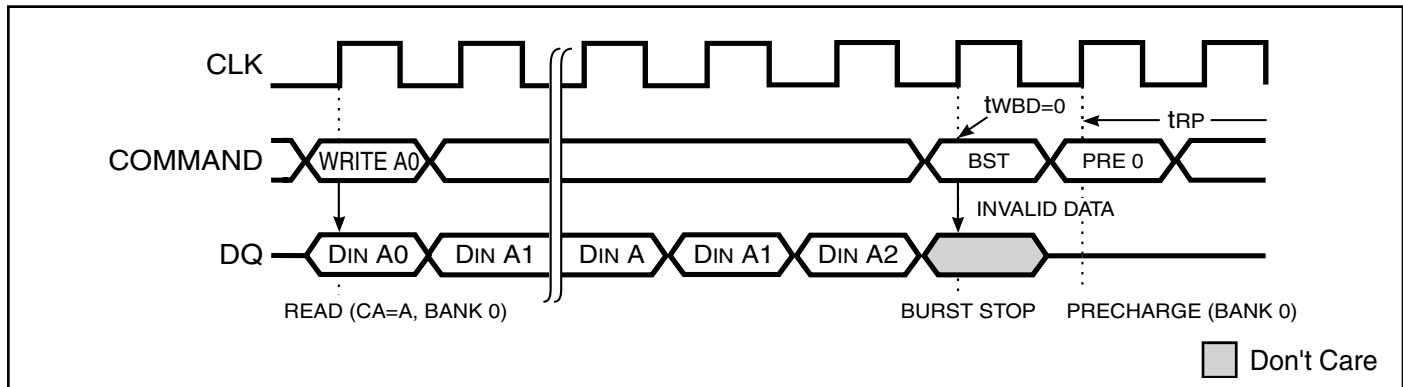 CLK
tWBD=0
tRP
COMMAND
WRITE A0
BST
PRE 0
INVALID DATA
DQ
DIN A0
DIN A1
DIN A
DIN A1
DIN A2
READ (CA=A, BANK 0)
BURST STOP
PRECHARGE (BANK 0)
Don't Care